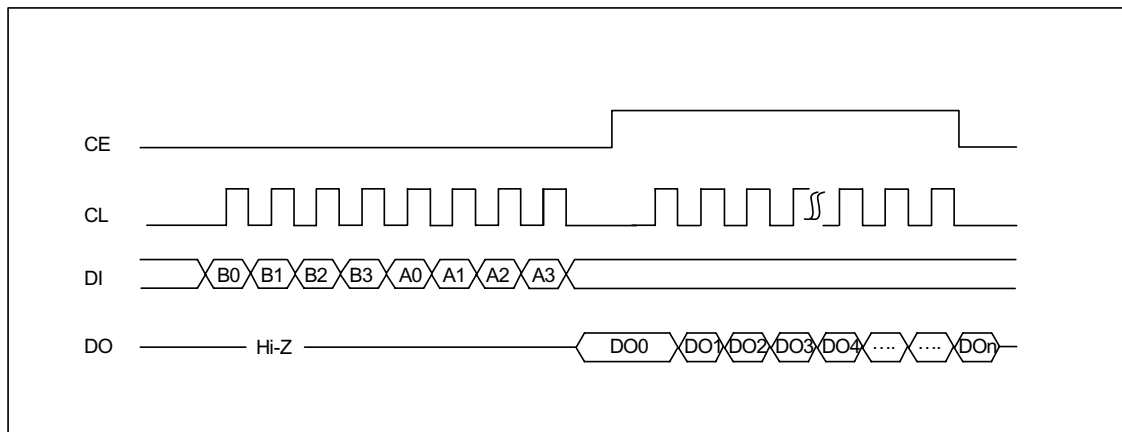 CE
CL
DI B0 B1 B2 B3 A0 A1 A2 A3
DO Hi-Z DO0 DO1 DO2 DO3 DO4 .... .... DOn